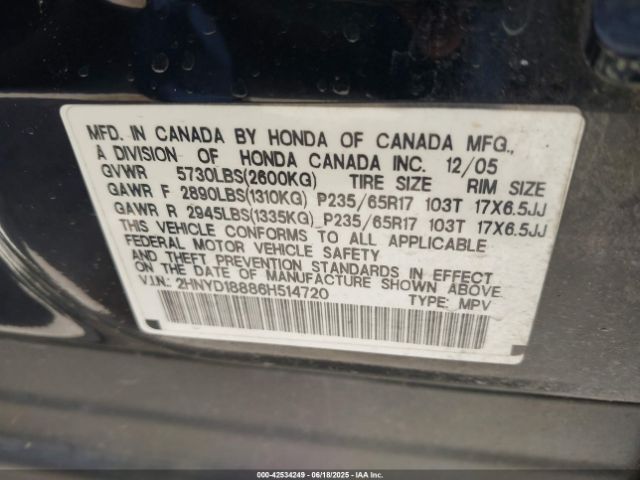 MFD. IN CANADA BY HONDA OF CANADA MFG.,
A DIVISION OF HONDA CANADA INC. 12/05
GVWR 5730LBS(2600KG) TIRE SIZE RIM SIZE
GAWR F 2890LBS(1310KG) P235/65R17 103T 17X6.5JJ
GAWR R 2945LBS(1335KG) P235/65R17 103T 17X6.5JJ
THIS VEHICLE CONFORMS TO ALL APPLICABLE
FEDERAL MOTOR VEHICLE SAFETY
AND THEFT PREVENTION STANDARDS IN EFFECT
ON THE DATE OF MANUFACTURE SHOWN ABOVE.
V.I.N.: 2HNYD18886H514720 TYPE: MPV
000-42534249 | 06/18/2025 | IAA, Inc.